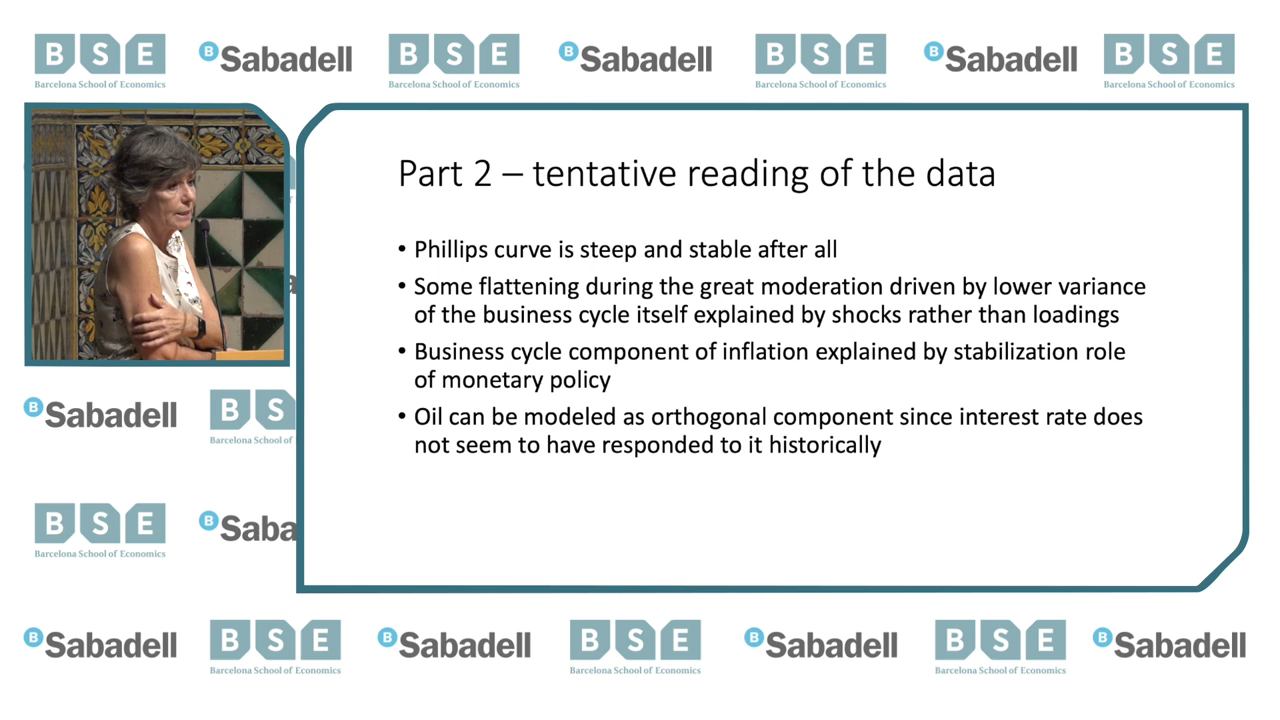 BSE
Barcelona School of Economics
B Sabadell
BSE
Barcelona School of Economics
B Sabadell
BSE
Barcelona School of Economics
B Sabadell
BSE
Barcelona School of Economics
Part 2 – tentative reading of the data
• Phillips curve is steep and stable after all
• Some flattening during the great moderation driven by lower variance
of the business cycle itself explained by shocks rather than loadings
• Business cycle component of inflation explained by stabilization role
of monetary policy
• Oil can be modeled as orthogonal component since interest rate does
not seem to have responded to it historically
B Sabadell
B S
Barcelona School of
BSE
Barcelona School of Economics
B Saba
B Sabadell
BSE
Barcelona School of Economics
B Sabadell
BSE
Barcelona School of Economics
B Sabadell
BSE
Barcelona School of Economics
B Sabadell